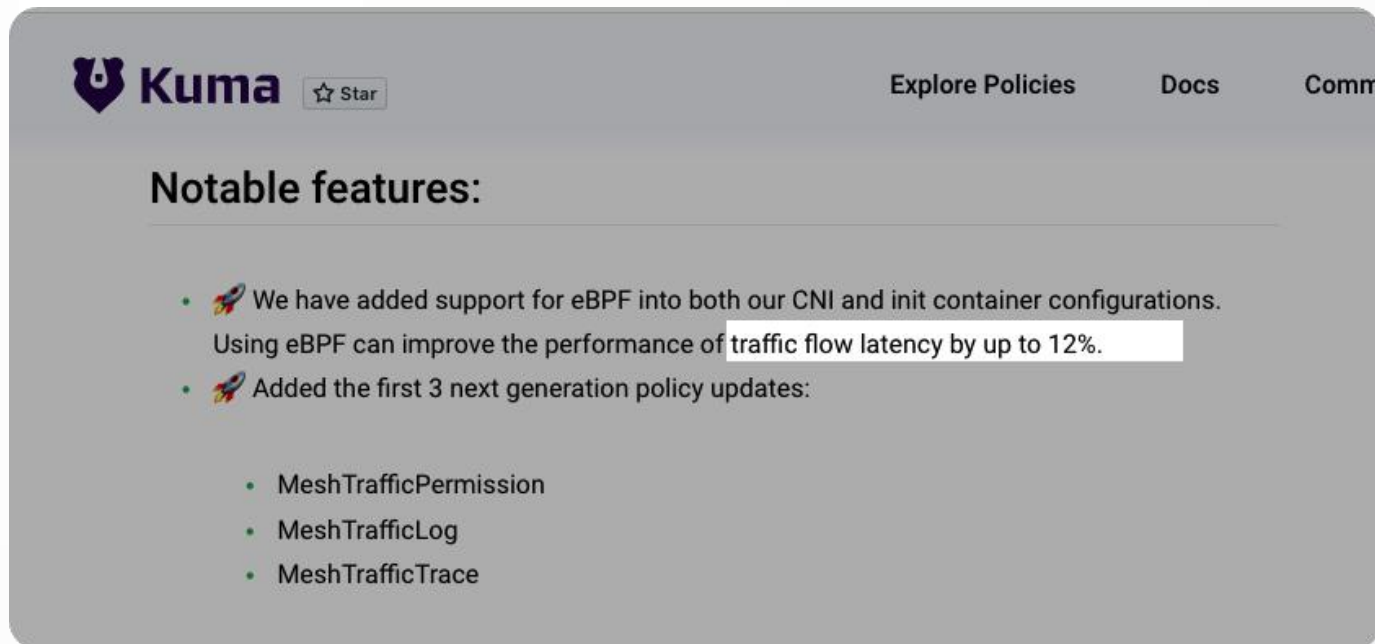 Kuma
Star
Explore Policies
Docs
Comm
Notable features:
🚀 We have added support for eBPF into both our CNI and init container configurations.
Using eBPF can improve the performance of traffic flow latency by up to 12%.
🚀 Added the first 3 next generation policy updates:
MeshTrafficPermission
MeshTrafficLog
MeshTrafficTrace